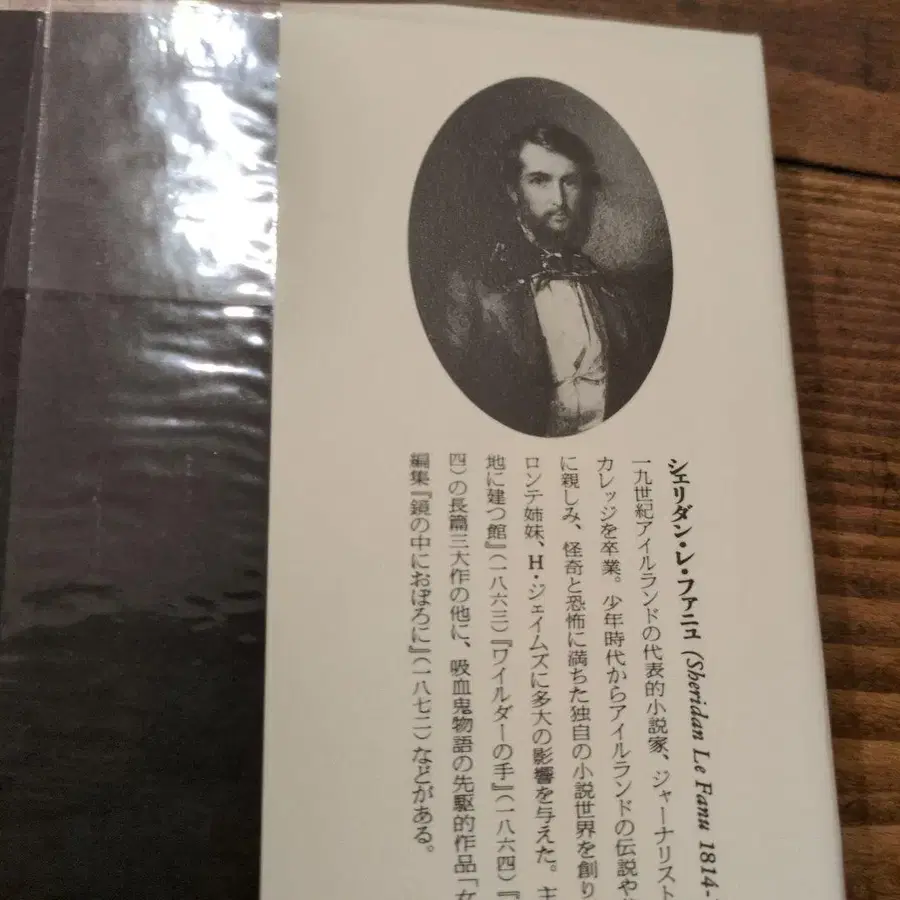 シェリダン・レ・ファニュ (Sheridan Le Fanu 1814-
一九世紀アイルランドの代表的小説家、ジャーナリスト
カレッジを卒業。少年時代からアイルランドの伝説や
に親しみ、怪奇と恐怖に満ちた独自の小説世界を創り
ロンテ姉妹、H・ジェイムズに多大の影響を与えた。主
地に建つ館』(一八六三)『ワイルダーの手』(一八六四)『
四)の長篇三大作の他に、吸血鬼物語の先駆的作品「女
編集『鏡の中におぼろに』(一八七二)などがある。